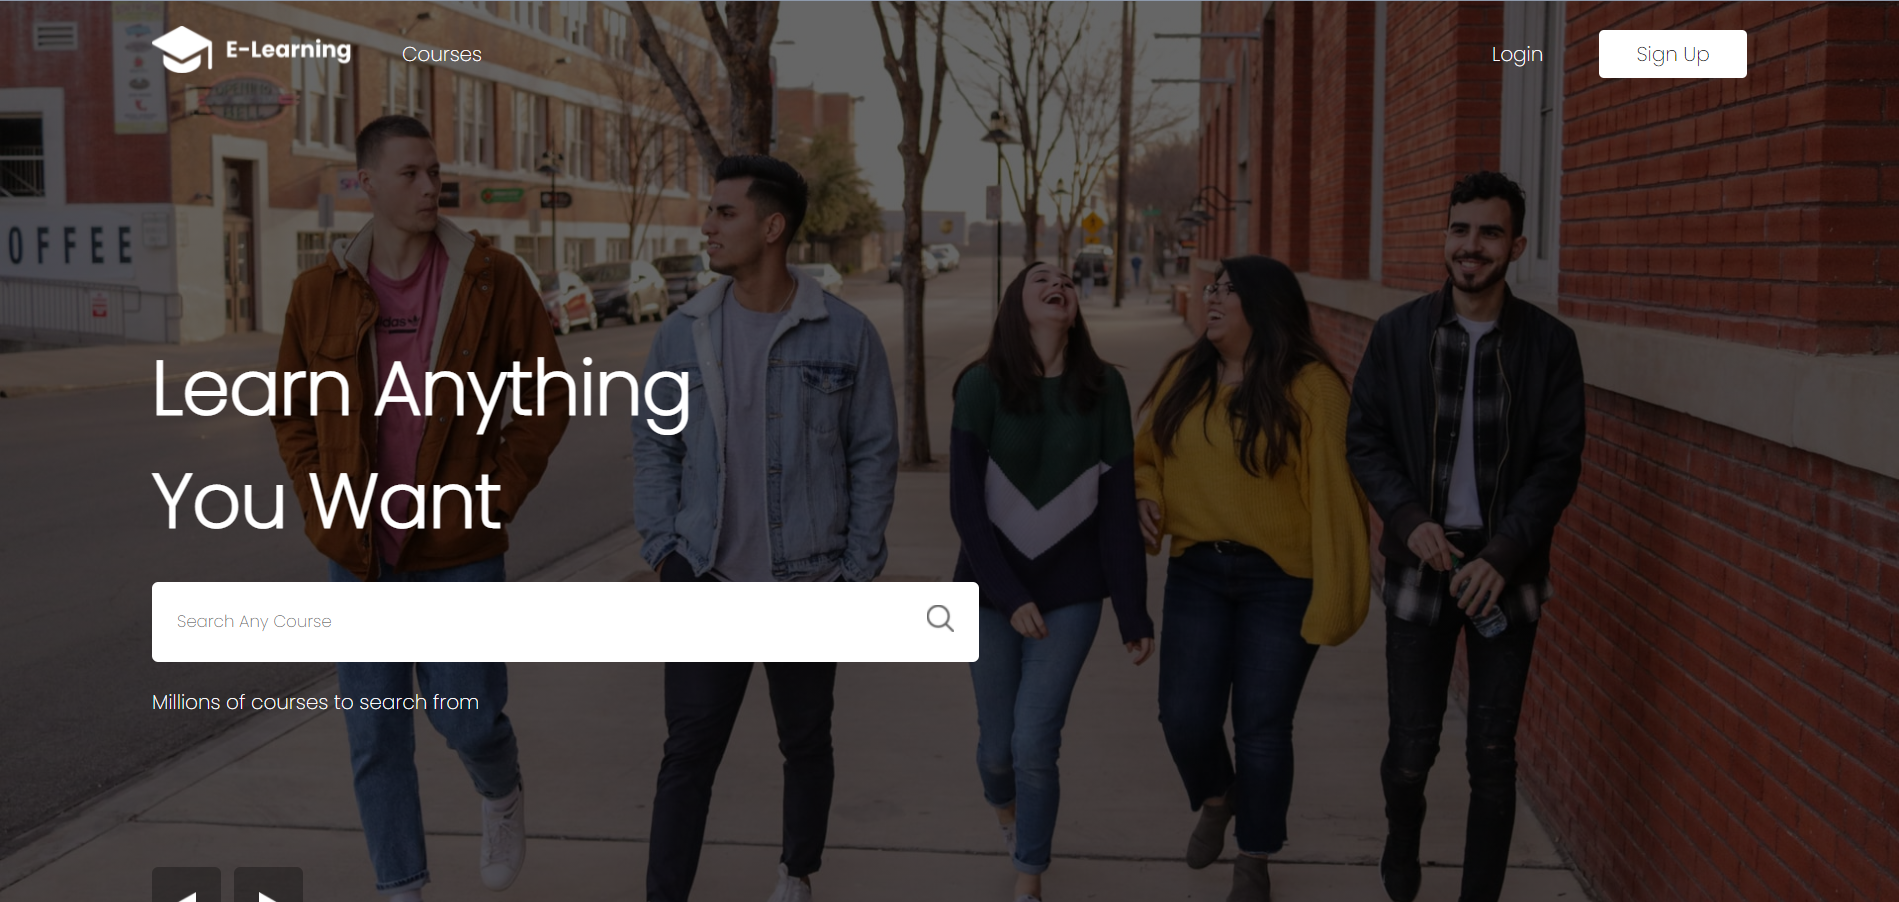 E-Learning
Courses
Login
Sign Up
OFFEE
adidas
Learn Anything
You Want
Search Any Course
Millions of courses to search from